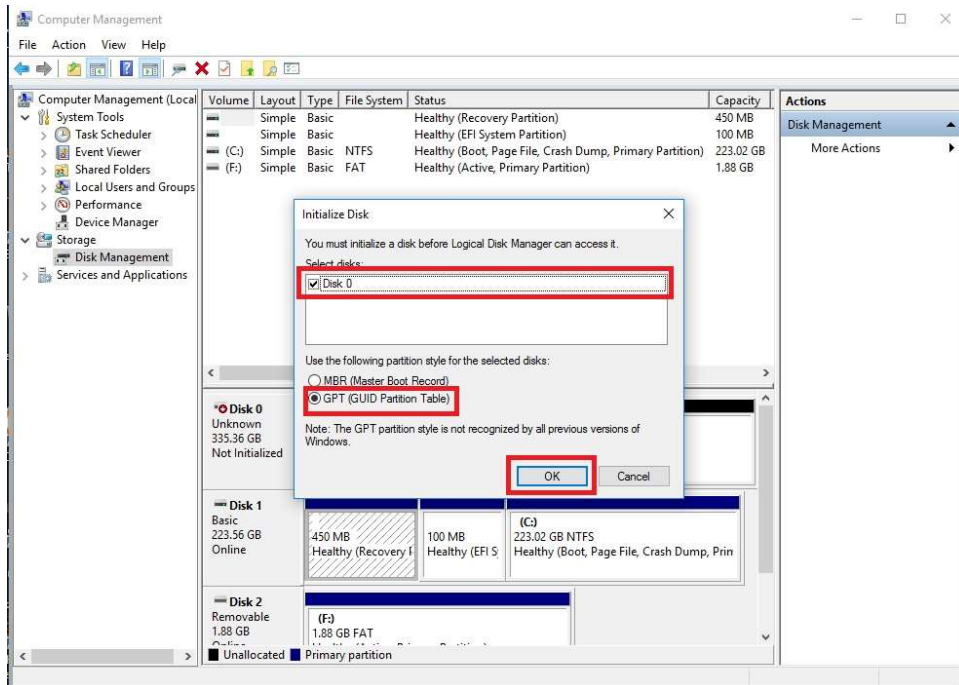 Computer Management
File Action View Help
Computer Management (Local
System Tools
Task Scheduler
Event Viewer
Shared Folders
Local Users and Groups
Performance
Device Manager
Storage
Disk Management
Services and Applications
Volume Layout Type File System Status Capacity
Simple Basic Healthy (Recovery Partition) 450 MB
Simple Basic Healthy (EFI System Partition) 100 MB
(C:) Simple Basic NTFS Healthy (Boot, Page File, Crash Dump, Primary Partition) 223.02 GB
(F:) Simple Basic FAT Healthy (Active, Primary Partition) 1.88 GB
Actions
Disk Management
More Actions
Initialize Disk
You must initialize a disk before Logical Disk Manager can access it.
Select disks:
Disk 0
Use the following partition style for the selected disks:
MBR (Master Boot Record)
GPT (GUID Partition Table)
Note: The GPT partition style is not recognized by all previous versions of
Windows.
OK Cancel
Disk 0
Unknown
335.36 GB
Not Initialized
Disk 1
Basic
223.56 GB
Online
450 MB
Healthy (Recovery
100 MB
Healthy (EFI S
(C:)
223.02 GB NTFS
Healthy (Boot, Page File, Crash Dump, Prin
Disk 2
Removable
1.88 GB
(F:)
1.88 GB FAT
Unallocated Primary partition